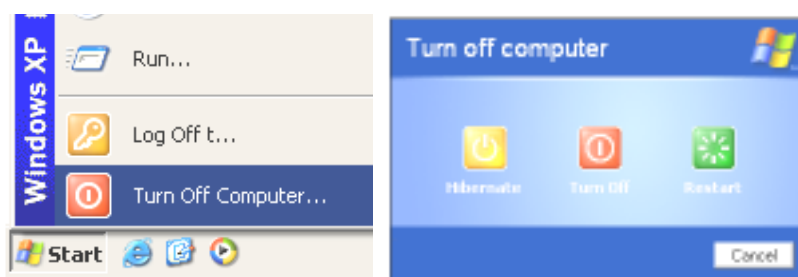 Windows XP
Run...
Log Off t...
Turn Off Computer...
Start
Turn off computer
Hibernate
Turn Off
Restart
Cancel